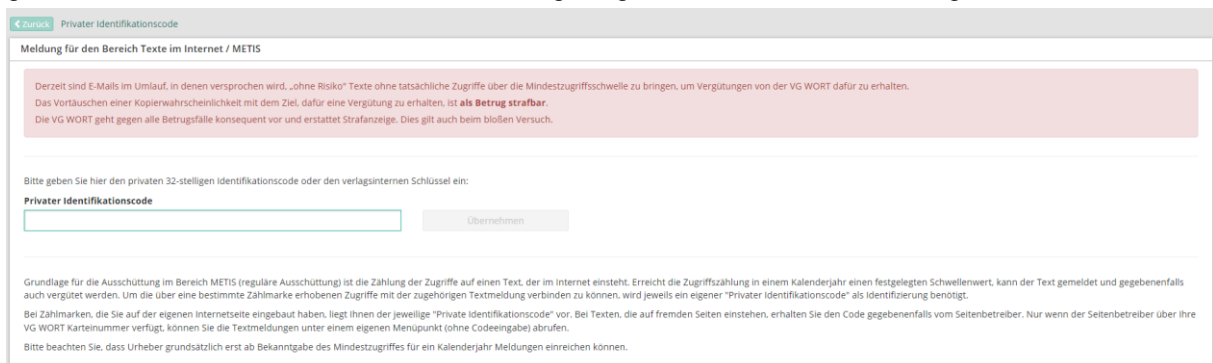 Zurück Privater Identifikationscode
Meldung für den Bereich Texte im Internet / METIS
Derzeit sind E-Mails im Umlauf, in denen versprochen wird, „ohne Risiko“ Texte ohne tatsächliche Zugriffe über die Mindestzugriffsschwelle zu bringen, um Vergütungen von der VG WORT dafür zu erhalten.
Das Vortäuschen einer Kopierwahrscheinlichkeit mit dem Ziel, dafür eine Vergütung zu erhalten, ist als Betrug strafbar.
Die VG WORT geht gegen alle Betrugsfälle konsequent vor und erstattet Strafanzeige. Dies gilt auch beim bloßen Versuch.
Bitte geben Sie hier den privaten 32-stelligen Identifikationscode oder den verlagsinternen Schlüssel ein:
Privater Identifikationscode
Übernehmen
Grundlage für die Ausschüttung im Bereich METIS (reguläre Ausschüttung) ist die Zählung der Zugriffe auf einen Text, der im Internet einsteht. Erreicht die Zugriffszählung in einem Kalenderjahr einen festgelegten Schwellenwert, kann der Text gemeldet und gegebenenfalls
auch vergütet werden. Um die über eine bestimmte Zählmarke erhobenen Zugriffe mit der zugehörigen Textmeldung verbinden zu können, wird jeweils ein eigener "Privater Identifikationscode" als Identifizierung benötigt.
Bei Zählmarken, die Sie auf der eigenen Internetseite eingebaut haben, liegt Ihnen der jeweilige "Private Identifikationscode" vor. Bei Texten, die auf fremden Seiten einstehen, erhalten Sie den Code gegebenenfalls vom Seitenbetreiber. Nur wenn der Seitenbetreiber über Ihre
VG WORT Karteinummer verfügt, können Sie die Textmeldungen unter einem eigenen Menüpunkt (ohne Codeeingabe) abrufen.
Bitte beachten Sie, dass Urheber grundsätzlich erst ab Bekanntgabe des Mindestzugriffes für ein Kalenderjahr Meldungen einreichen können.